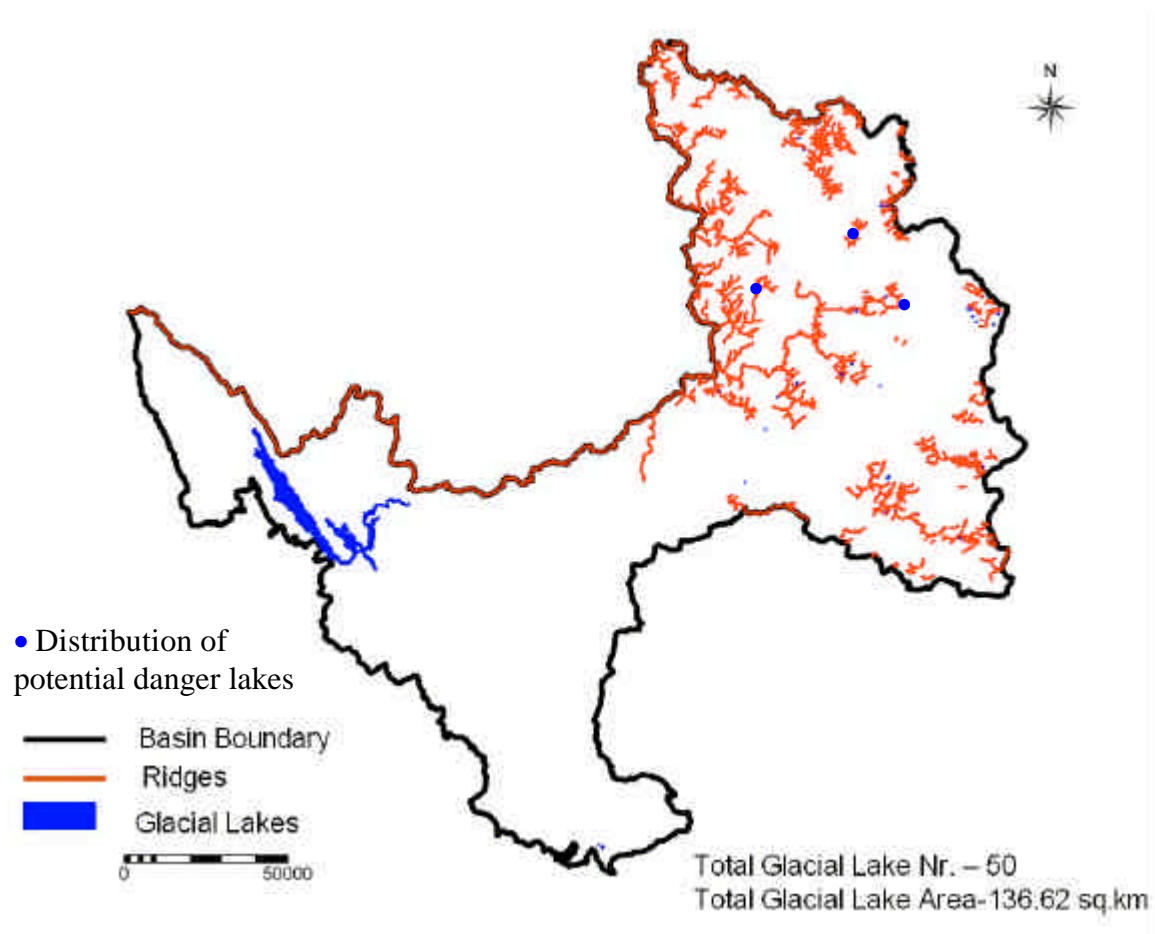 N
• Distribution of
potential danger lakes
Basin Boundary
Ridges
Glacial Lakes
0 50000
Total Glacial Lake Nr. – 50
Total Glacial Lake Area-136.62 sq.km